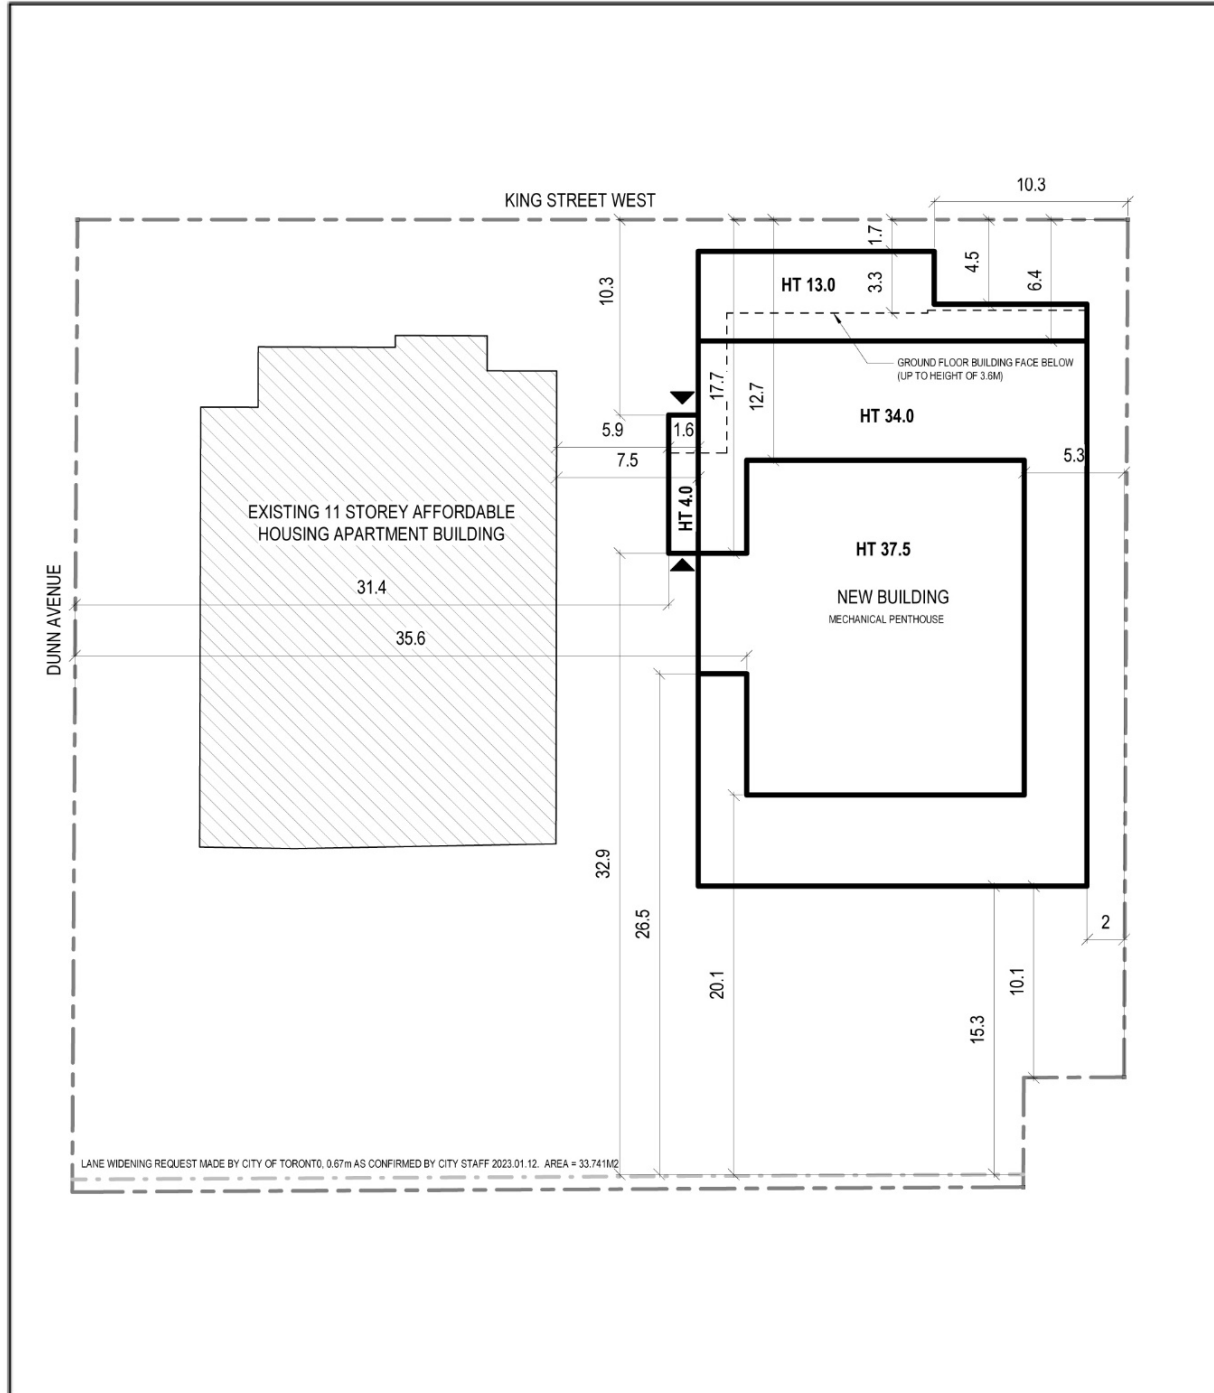 10.3
KING STREET WEST
1.7
4.5
10.3
HT 13.0
3.3
6.4
GROUND FLOOR BUILDING FACE BELOW
(UP TO HEIGHT OF 3.6M)
17.7
12.7
HT 34.0
5.9
1.6
7.5
5.3
HT 4.0
EXISTING 11 STOREY AFFORDABLE
HOUSING APARTMENT BUILDING
HT 37.5
31.4
NEW BUILDING
MECHANICAL PENTHOUSE
DUNN AVENUE
35.6
32.9
26.5
2
20.1
10.1
15.3
LANE WIDENING REQUEST MADE BY CITY OF TORONT0, 0.67m AS CONFIRMED BY CITY STAFF 2023.01.12. AREA = 33.741M2